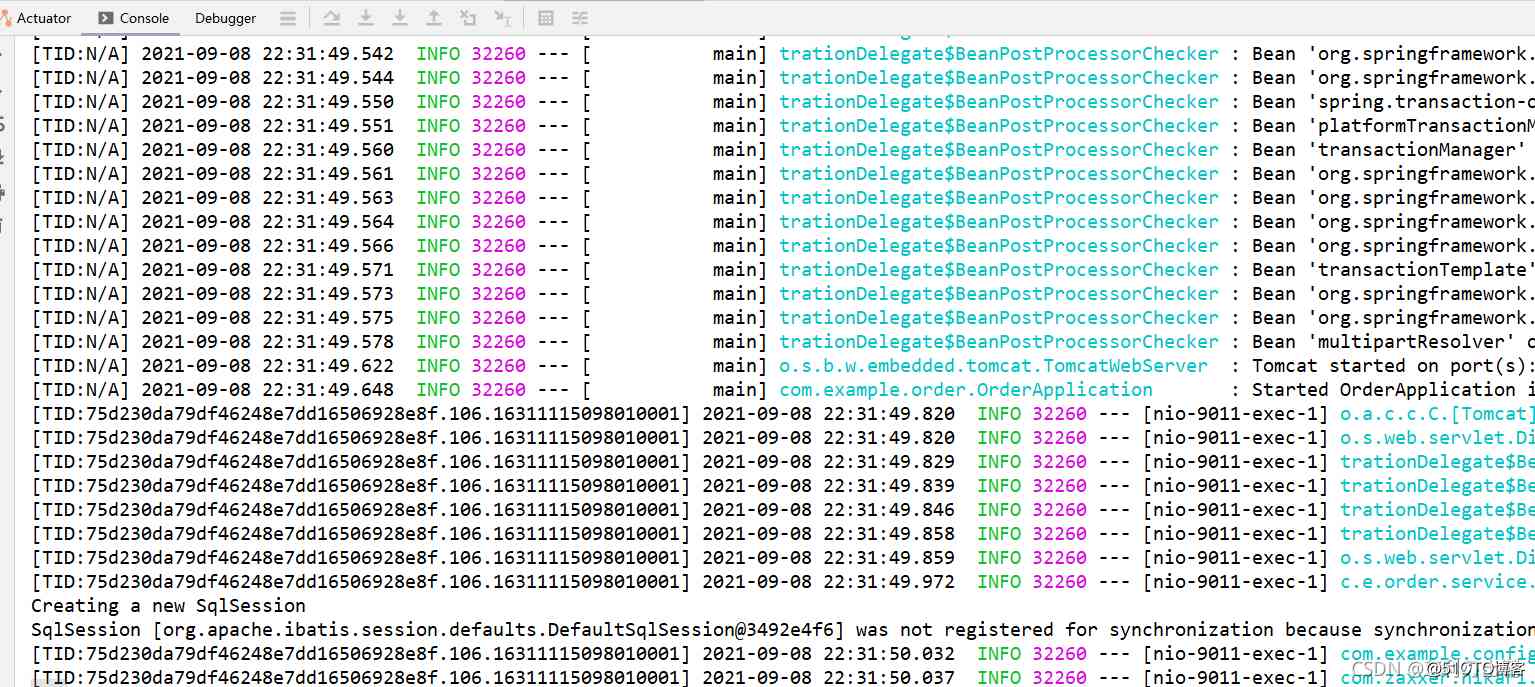 Actuator Console Debugger
[TID:N/A] 2021-09-08 22:31:49.542 INFO 32260 --- [ main] trationDelegate$BeanPostProcessorChecker : Bean 'org.springframework.
[TID:N/A] 2021-09-08 22:31:49.544 INFO 32260 --- [ main] trationDelegate$BeanPostProcessorChecker : Bean 'org.springframework.
[TID:N/A] 2021-09-08 22:31:49.550 INFO 32260 --- [ main] trationDelegate$BeanPostProcessorChecker : Bean 'spring.transaction-o
[TID:N/A] 2021-09-08 22:31:49.551 INFO 32260 --- [ main] trationDelegate$BeanPostProcessorChecker : Bean 'platformTransactionM
[TID:N/A] 2021-09-08 22:31:49.560 INFO 32260 --- [ main] trationDelegate$BeanPostProcessorChecker : Bean 'transactionManager'
[TID:N/A] 2021-09-08 22:31:49.561 INFO 32260 --- [ main] trationDelegate$BeanPostProcessorChecker : Bean 'org.springframework.
[TID:N/A] 2021-09-08 22:31:49.563 INFO 32260 --- [ main] trationDelegate$BeanPostProcessorChecker : Bean 'org.springframework.
[TID:N/A] 2021-09-08 22:31:49.564 INFO 32260 --- [ main] trationDelegate$BeanPostProcessorChecker : Bean 'org.springframework.
[TID:N/A] 2021-09-08 22:31:49.566 INFO 32260 --- [ main] trationDelegate$BeanPostProcessorChecker : Bean 'org.springframework.
[TID:N/A] 2021-09-08 22:31:49.571 INFO 32260 --- [ main] trationDelegate$BeanPostProcessorChecker : Bean 'transactionTemplate'
[TID:N/A] 2021-09-08 22:31:49.573 INFO 32260 --- [ main] trationDelegate$BeanPostProcessorChecker : Bean 'org.springframework.
[TID:N/A] 2021-09-08 22:31:49.575 INFO 32260 --- [ main] trationDelegate$BeanPostProcessorChecker : Bean 'org.springframework.
[TID:N/A] 2021-09-08 22:31:49.578 INFO 32260 --- [ main] trationDelegate$BeanPostProcessorChecker : Bean 'multipartResolver' o
[TID:N/A] 2021-09-08 22:31:49.622 INFO 32260 --- [ main] o.s.b.w.embedded.tomcat.TomcatWebServer : Tomcat started on port(s):
[TID:N/A] 2021-09-08 22:31:49.648 INFO 32260 --- [ main] com.example.order.OrderApplication : Started OrderApplication i
[TID:75d230da79df46248e7dd16506928e8f.106.16311115098010001] 2021-09-08 22:31:49.820 INFO 32260 --- [nio-9011-exec-1] o.a.c.c.C.[Tomcat]
[TID:75d230da79df46248e7dd16506928e8f.106.16311115098010001] 2021-09-08 22:31:49.820 INFO 32260 --- [nio-9011-exec-1] o.s.web.servlet.Di
[TID:75d230da79df46248e7dd16506928e8f.106.16311115098010001] 2021-09-08 22:31:49.829 INFO 32260 --- [nio-9011-exec-1] trationDelegate$Be
[TID:75d230da79df46248e7dd16506928e8f.106.16311115098010001] 2021-09-08 22:31:49.839 INFO 32260 --- [nio-9011-exec-1] trationDelegate$Be
[TID:75d230da79df46248e7dd16506928e8f.106.16311115098010001] 2021-09-08 22:31:49.846 INFO 32260 --- [nio-9011-exec-1] trationDelegate$Be
[TID:75d230da79df46248e7dd16506928e8f.106.16311115098010001] 2021-09-08 22:31:49.858 INFO 32260 --- [nio-9011-exec-1] trationDelegate$Be
[TID:75d230da79df46248e7dd16506928e8f.106.16311115098010001] 2021-09-08 22:31:49.859 INFO 32260 --- [nio-9011-exec-1] o.s.web.servlet.Di
[TID:75d230da79df46248e7dd16506928e8f.106.16311115098010001] 2021-09-08 22:31:49.972 INFO 32260 --- [nio-9011-exec-1] c.e.order.service.
Creating a new SqlSession
SqlSession [org.apache.ibatis.session.defaults.DefaultSqlSession@3492e4f6] was not registered for synchronization because synchronization
[TID:75d230da79df46248e7dd16506928e8f.106.16311115098010001] 2021-09-08 22:31:50.032 INFO 32260 --- [nio-9011-exec-1] com.example.config
[TID:75d230da79df46248e7dd16506928e8f.106.16311115098010001] 2021-09-08 22:31:50.037 INFO 32260 --- [nio-9011-exec-1] com.zaxxer.hikari.
CSDN